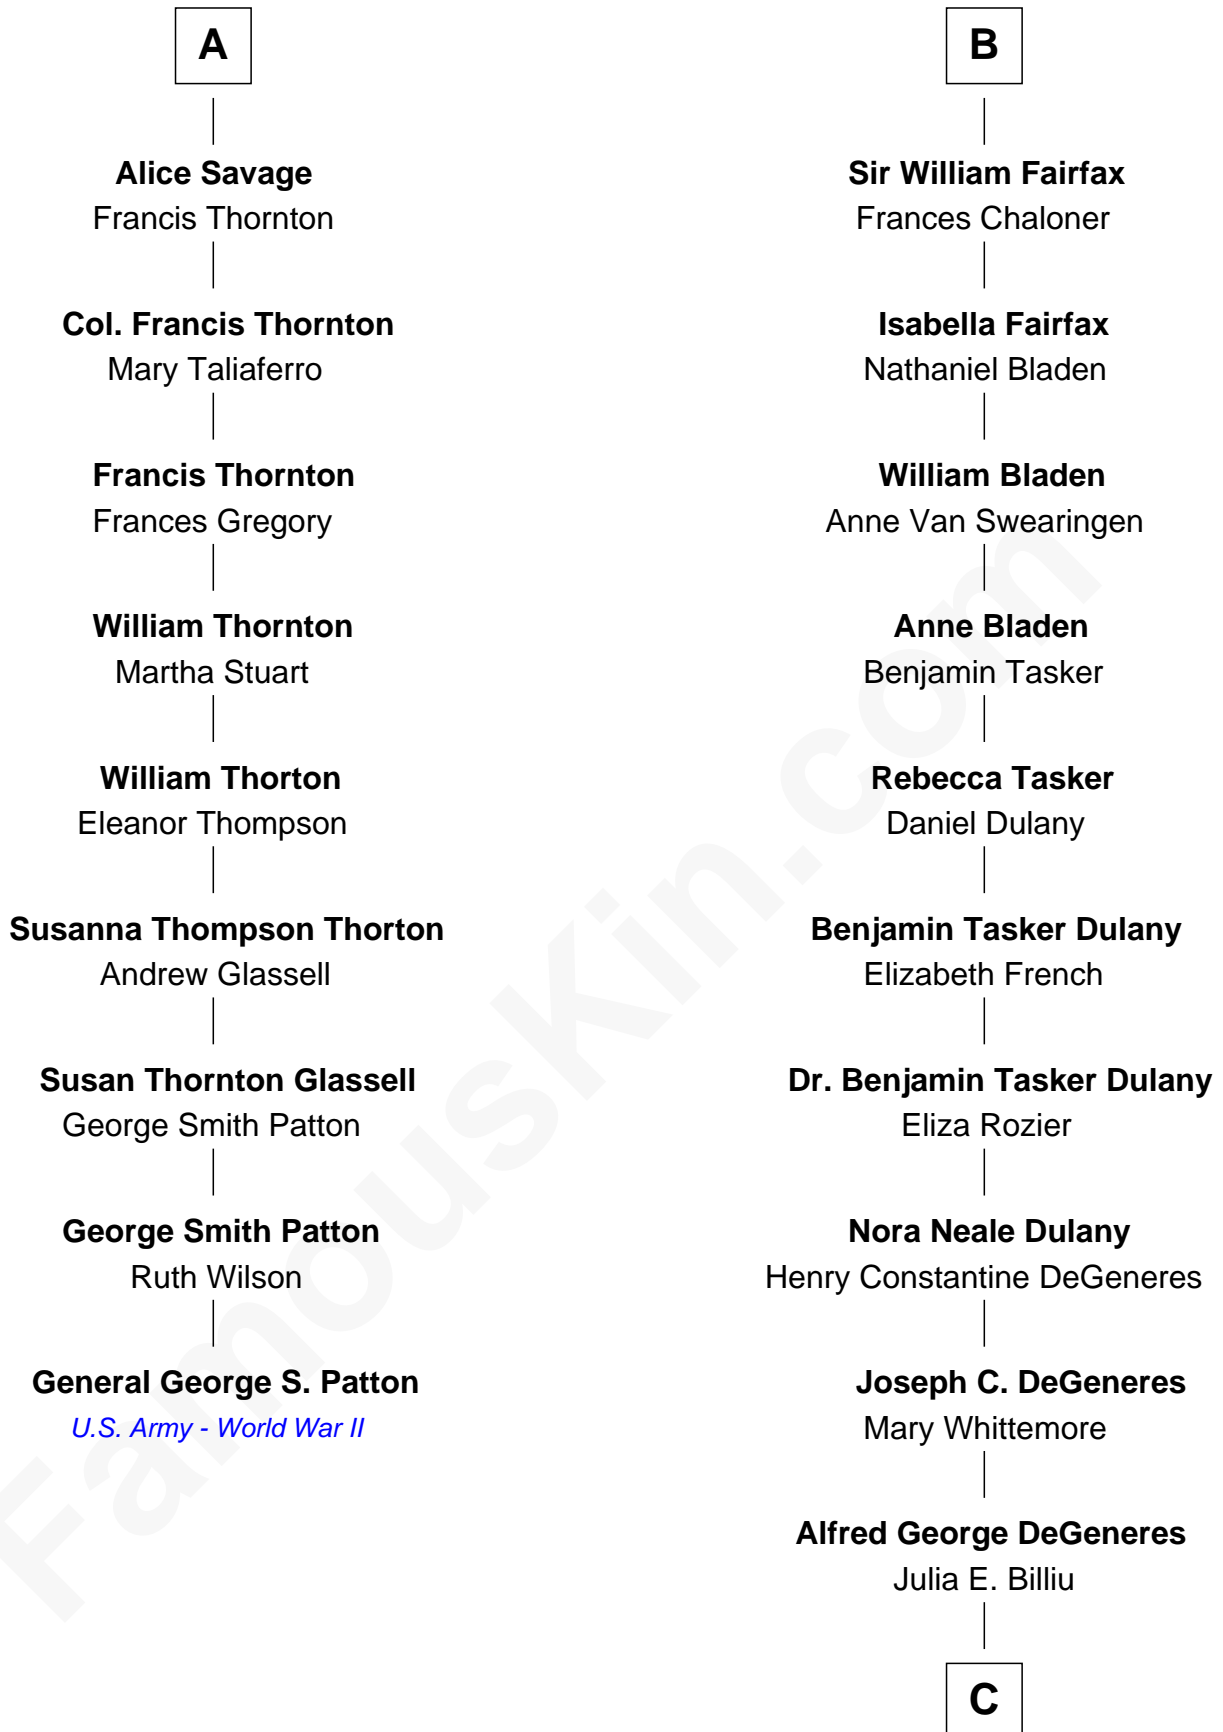 A
Alice Savage
Francis Thornton
Col. Francis Thornton
Mary Taliaferro
Francis Thornton
Frances Gregory
William Thornton
Martha Stuart
William Thorton
Eleanor Thompson
Susanna Thompson Thorton
Andrew Glassell
Susan Thornton Glassell
George Smith Patton
George Smith Patton
Ruth Wilson
General George S. Patton
U.S. Army - World War II
B
Sir William Fairfax
Frances Chaloner
Isabella Fairfax
Nathaniel Bladen
William Bladen
Anne Van Swearingen
Anne Bladen
Benjamin Tasker
Rebecca Tasker
Daniel Dulany
Benjamin Tasker Dulany
Elizabeth French
Dr. Benjamin Tasker Dulany
Eliza Rozier
Nora Neale Dulany
Henry Constantine DeGeneres
Joseph C. DeGeneres
Mary Whittemore
Alfred George DeGeneres
Julia E. Billiu
C
FamousKin.com